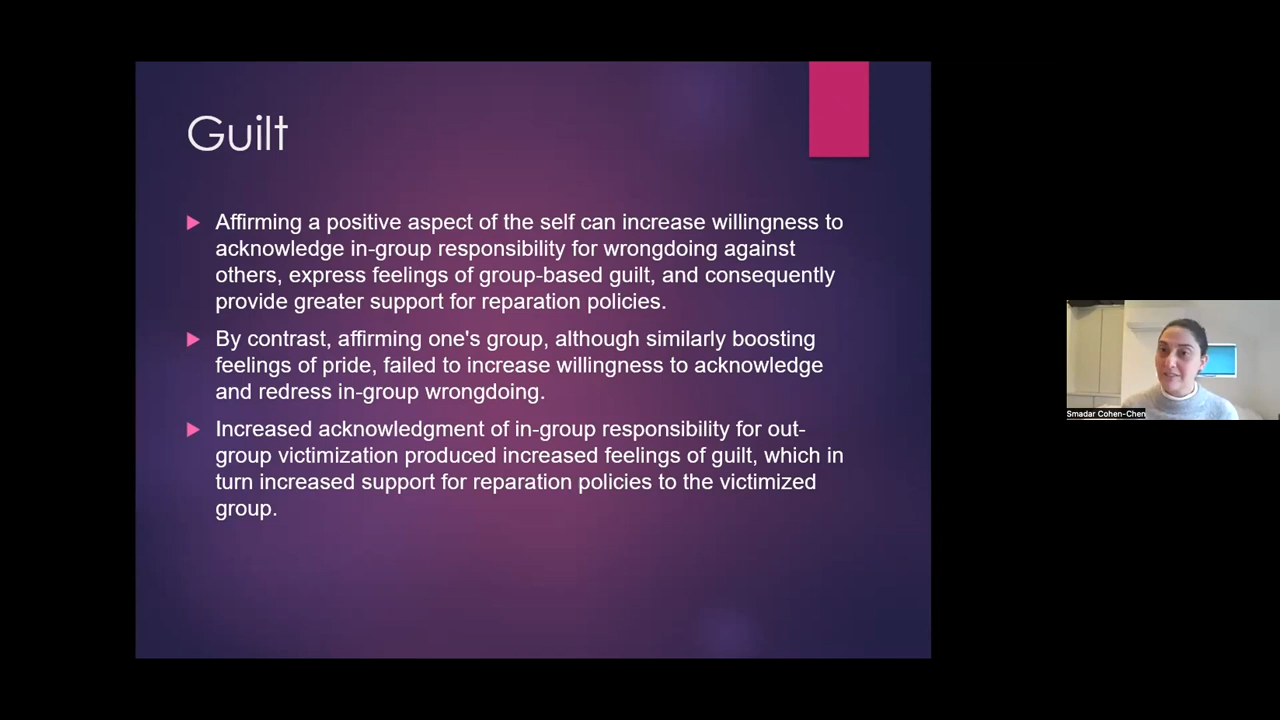 Guilt
Affirming a positive aspect of the self can increase willingness to
acknowledge in-group responsibility for wrongdoing against
others, express feelings of group-based guilt, and consequently
provide greater support for reparation policies.
By contrast, affirming one's group, although similarly boosting
feelings of pride, failed to increase willingness to acknowledge
and redress in-group wrongdoing.
Increased acknowledgment of in-group responsibility for out-
group victimization produced increased feelings of guilt, which in
turn increased support for reparation policies to the victimized
group.
Smadar Cohen-Chen